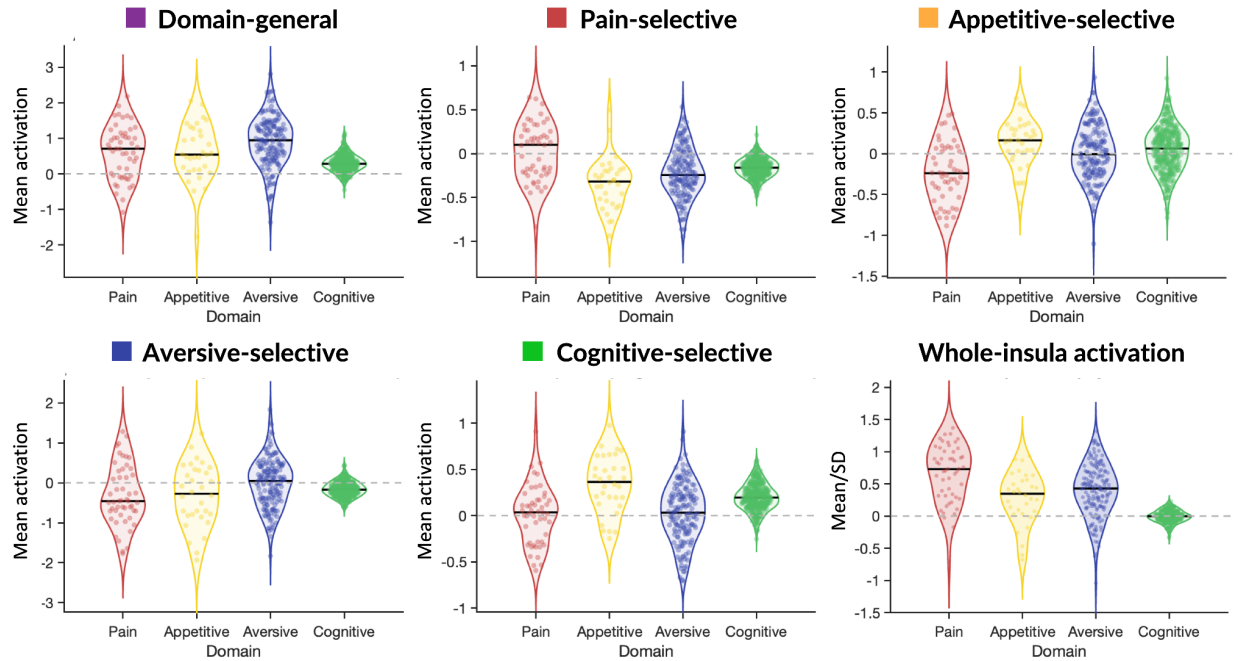 Domain-general
Mean activation
3
2
1
0
-1
-2
Pain Appetitive Aversive Cognitive
Domain
Pain-selective
Mean activation
1
0.5
0
-0.5
-1
Pain Appetitive Aversive Cognitive
Domain
Appetitive-selective
Mean activation
1
0.5
0
-0.5
-1
-1.5
Pain Appetitive Aversive Cognitive
Domain
Aversive-selective
Mean activation
2
1
0
-1
-2
-3
Pain Appetitive Aversive Cognitive
Domain
Cognitive-selective
Mean activation
1
0.5
0
-0.5
-1
Pain Appetitive Aversive Cognitive
Domain
Whole-insula activation
Mean/SD
2
1.5
1
0.5
0
-0.5
-1
-1.5
Pain Appetitive Aversive Cognitive
Domain